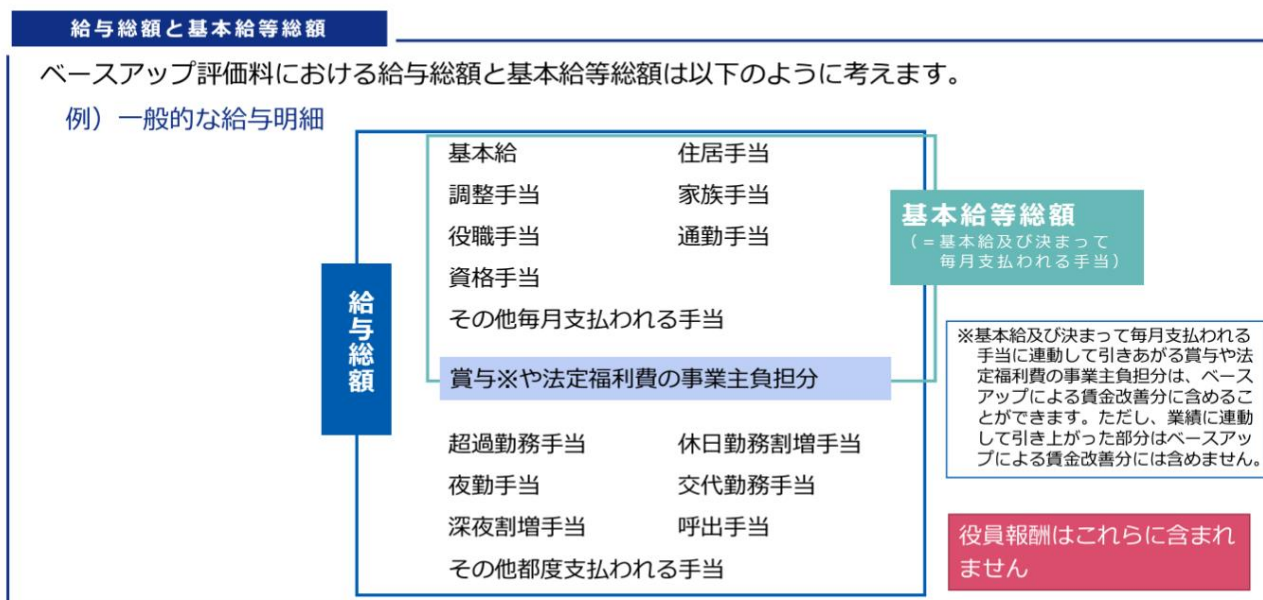 給与総額と基本給等総額
ベースアップ評価料における給与総額と基本給等総額は以下のように考えます。
例）一般的な給与明細
給与総額
基本給 住居手当
調整手当 家族手当
役職手当 通勤手当
資格手当
その他毎月支払われる手当
賞与※や法定福利費の事業主負担分
超過勤務手当 休日勤務割増手当
夜勤手当 交代勤務手当
深夜割増手当 呼出手当
その他都度支払われる手当
基本給等総額
（＝基本給及び決まって
毎月支払われる手当）
※基本給及び決まって毎月支払われる
手当に連動して引きあがる賞与や法
定福利費の事業主負担分は、ベース
アップによる賃金改善分に含めるこ
とができます。ただし、業績に連動
して引き上がった部分はベースアッ
プによる賃金改善分には含めません。
役員報酬はこれらに含まれ
ません